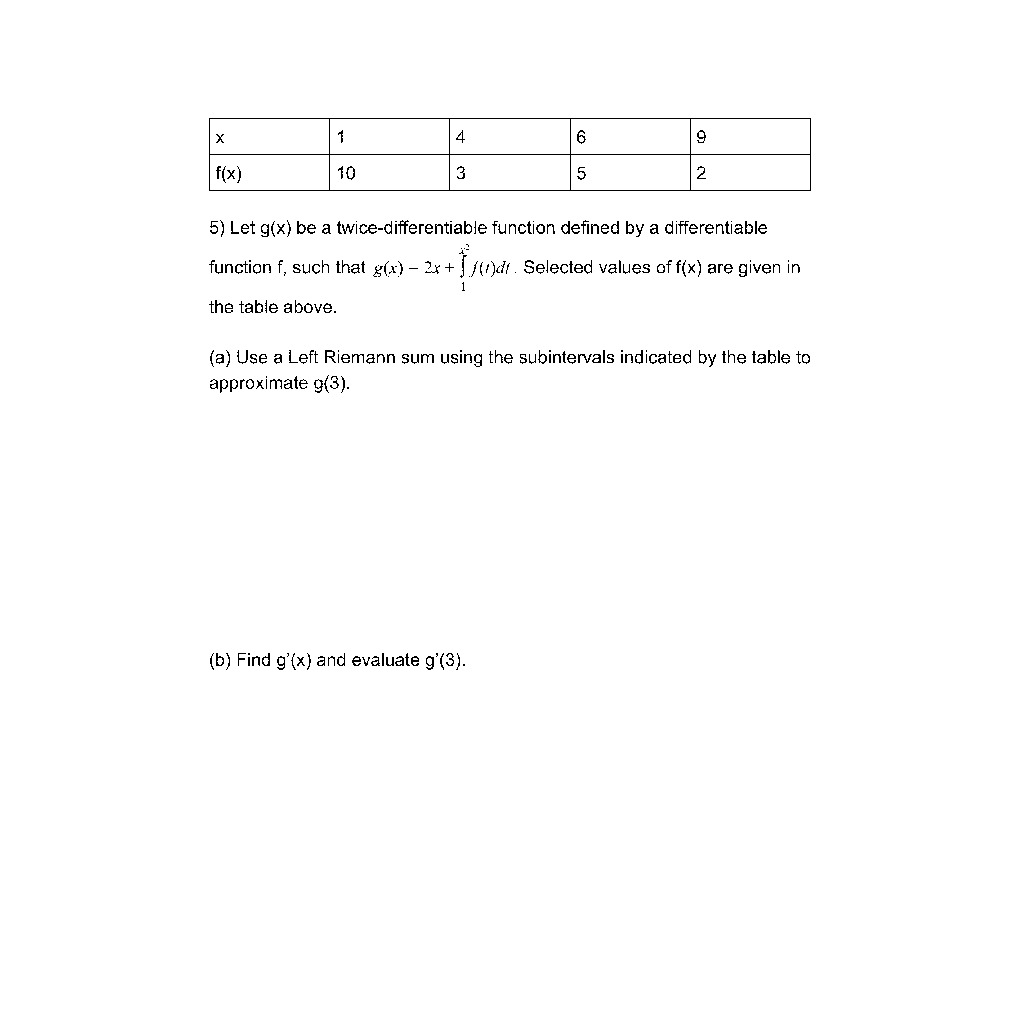 x 1 4 6 9
f(x) 10 3 5 2
5) Let g(x) be a twice-differentiable function defined by a differentiable
function f, such that g(x) = 2x + ∫₁^{x²} f(t)dt . Selected values of f(x) are given in
the table above.
(a) Use a Left Riemann sum using the subintervals indicated by the table to
approximate g(3).
(b) Find g’(x) and evaluate g’(3).